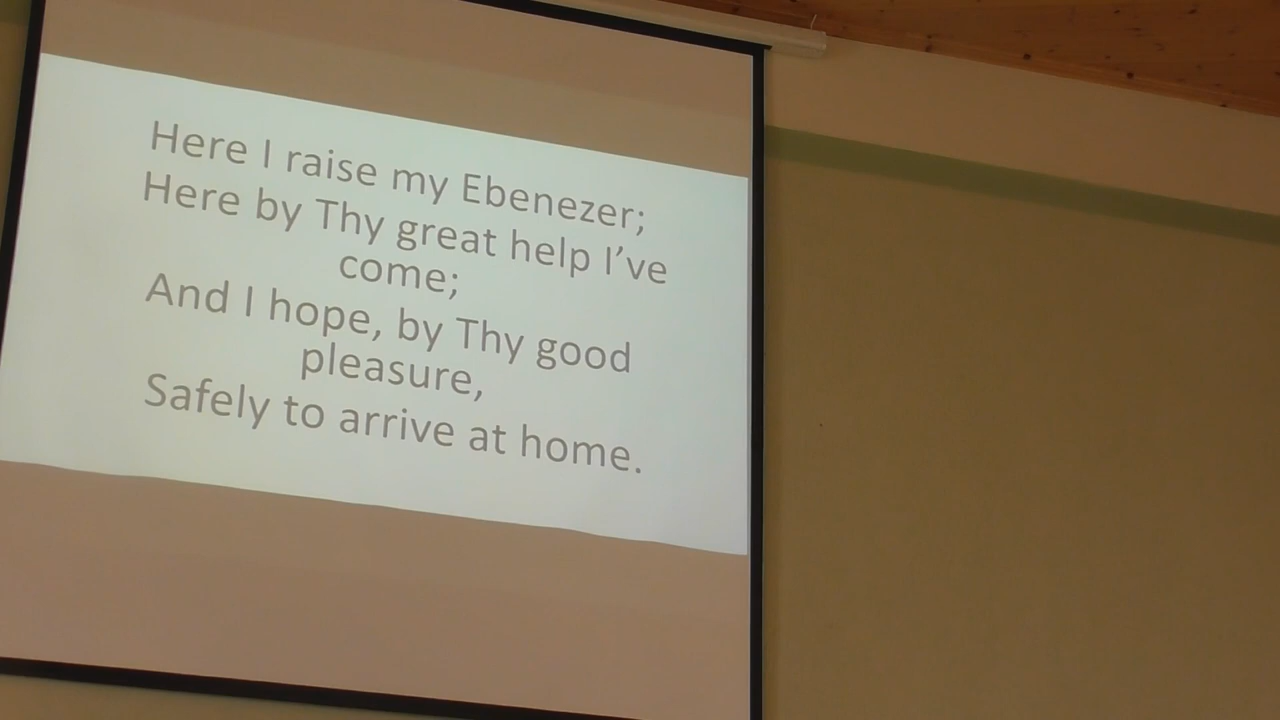 Here I raise my Ebenezer;
Here by Thy great help I’ve
come;
And I hope, by Thy good
pleasure,
Safely to arrive at home.